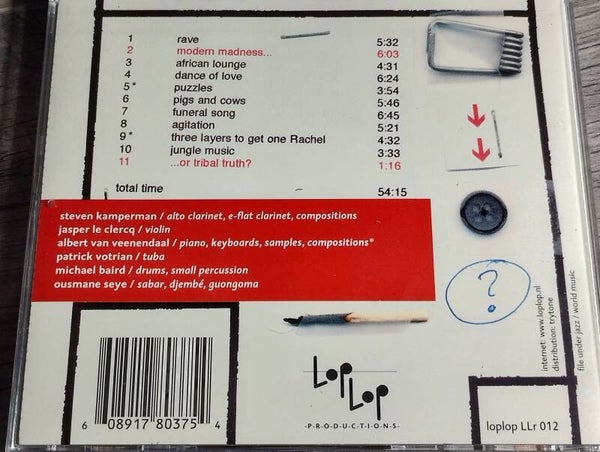 1 rave 5:32
2 modern madness... 6:03
3 african lounge 4:31
4 dance of love 6:24
5* puzzles 3:54
6 pigs and cows 5:46
7 funeral song 6:45
8 agitation 5:21
9* three layers to get one Rachel 4:32
10 jungle music 3:33
11 ...or tribal truth? 1:16
total time 54:15
steven kamperman / alto clarinet, e-flat clarinet, compositions
jasper le clercq / violin
albert van veenendaal / piano, keyboards, samples, compositions*
patrick votrian / tuba
michael baird / drums, small percussion
ousmane seye / sabar, djembé, guongoma
?
internet: www.loplop.nl
distribution: trytone
file under jazz / world music
6 08917 80375 4
Lop Lop
-PRODUCTIONS-
loplop LLr 012